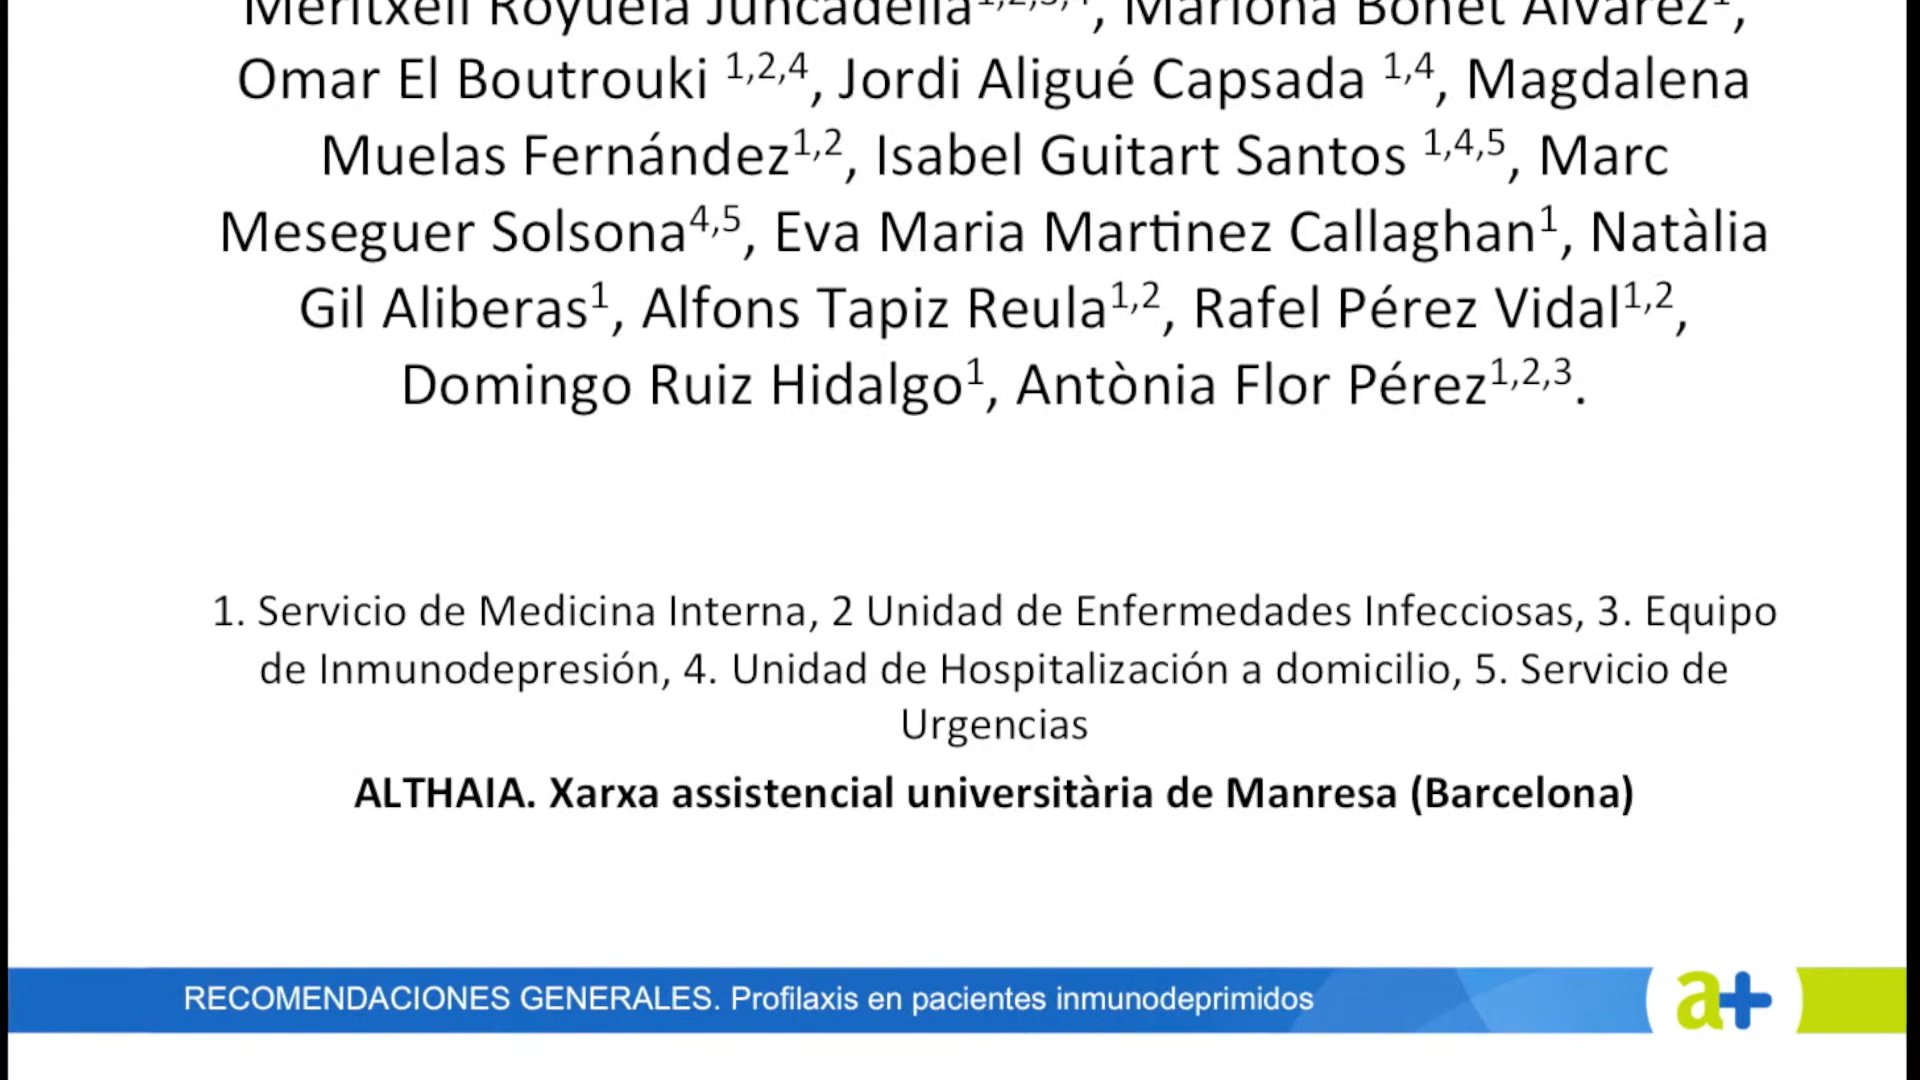 Meritxell Royuela Juncadella1,2,3,4, Mariona Bonet Álvarez1,
Omar El Boutrouki 1,2,4, Jordi Aligué Capsada 1,4, Magdalena
Muelas Fernández1,2, Isabel Guitart Santos 1,4,5, Marc
Meseguer Solsona4,5, Eva Maria Martinez Callaghan1, Natàlia
Gil Aliberas1, Alfons Tapiz Reula1,2, Rafel Pérez Vidal1,2,
Domingo Ruiz Hidalgo1, Antònia Flor Pérez1,2,3.
1. Servicio de Medicina Interna, 2 Unidad de Enfermedades Infecciosas, 3. Equipo
de Inmunodepresión, 4. Unidad de Hospitalización a domicilio, 5. Servicio de
Urgencias
ALTHAIA. Xarxa assistencial universitària de Manresa (Barcelona)
RECOMENDACIONES GENERALES. Profilaxis en pacientes inmunodeprimidos
a+